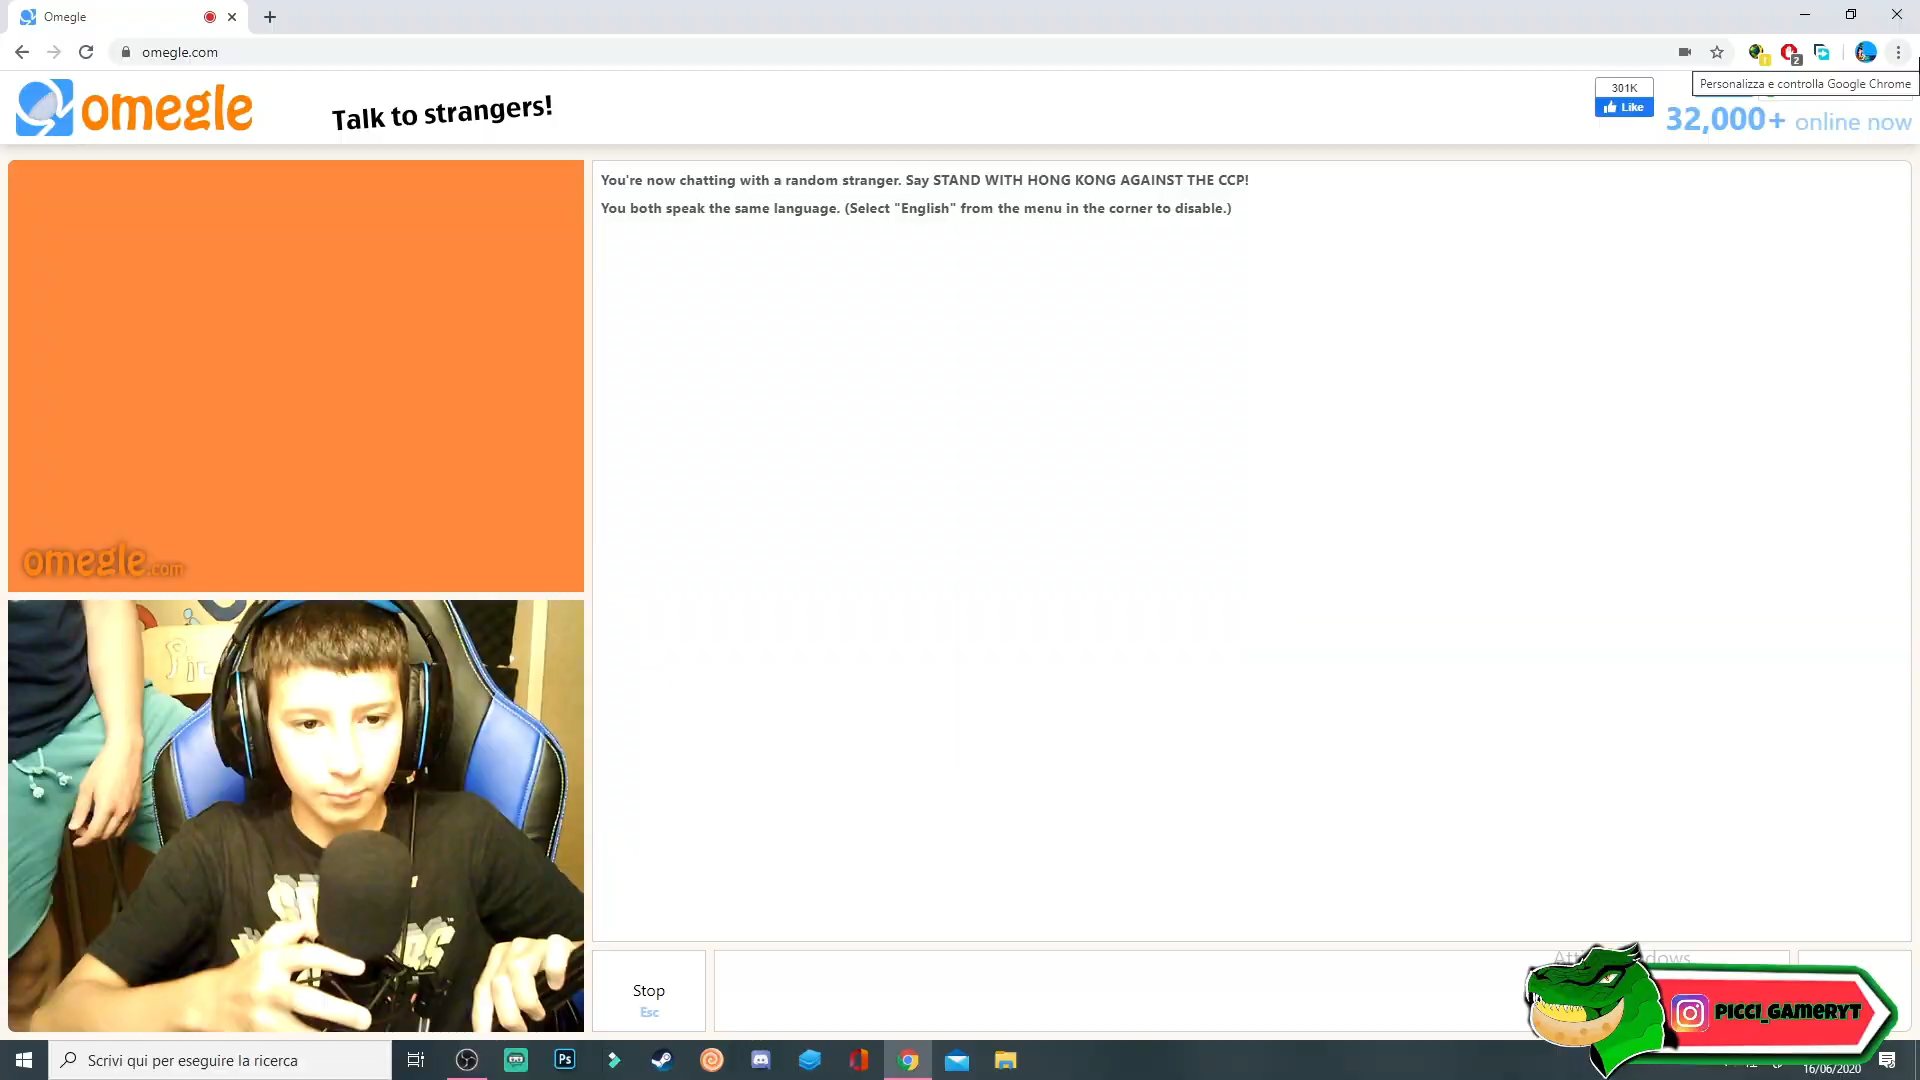 Omegle
omegle.com
Personalizza e controlla Google Chrome
omegle
Talk to strangers!
301K
Like
32,000+ online now
You're now chatting with a random stranger. Say STAND WITH HONG KONG AGAINST THE CCP!
You both speak the same language. (Select "English" from the menu in the corner to disable.)
omegle.com
Stop
Esc
PICCI_GAMERYT
Scrivi qui per eseguire la ricerca
Ps
16/06/2020